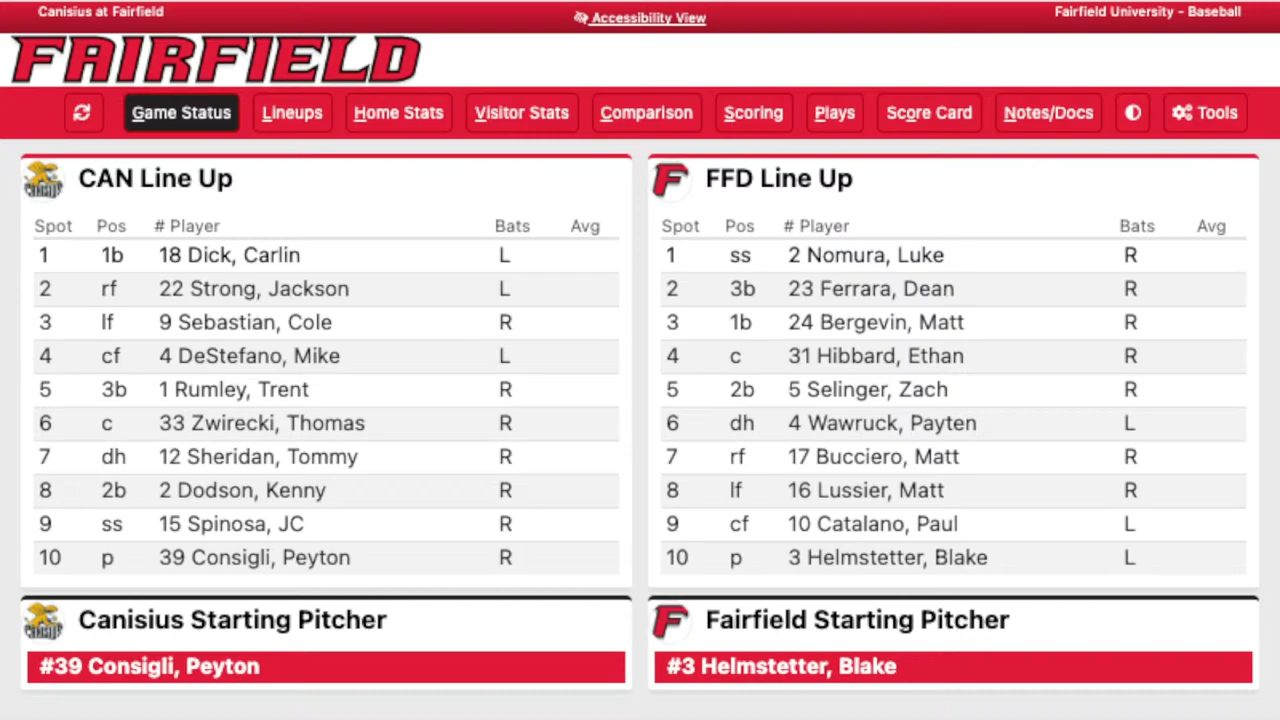 Canisius at Fairfield
Accessibility View
Fairfield University - Baseball
FAIRFIELD
Game Status Lineups Home Stats Visitor Stats Comparison Scoring Plays Score Card Notes/Docs Tools
CANISIUS
CAN Line Up
Spot Pos # Player Bats Avg
1 1b 18 Dick, Carlin L
2 rf 22 Strong, Jackson L
3 lf 9 Sebastian, Cole R
4 cf 4 DeStefano, Mike L
5 3b 1 Rumley, Trent R
6 c 33 Zwirecki, Thomas R
7 dh 12 Sheridan, Tommy R
8 2b 2 Dodson, Kenny R
9 ss 15 Spinosa, JC R
10 p 39 Consigli, Peyton R
F
FFD Line Up
Spot Pos # Player Bats Avg
1 ss 2 Nomura, Luke R
2 3b 23 Ferrara, Dean R
3 1b 24 Bergevin, Matt R
4 c 31 Hibbard, Ethan R
5 2b 5 Selinger, Zach R
6 dh 4 Wawruck, Payten L
7 rf 17 Bucciero, Matt R
8 lf 16 Lussier, Matt R
9 cf 10 Catalano, Paul L
10 p 3 Helmstetter, Blake L
CANISIUS
Canisius Starting Pitcher
#39 Consigli, Peyton
F
Fairfield Starting Pitcher
#3 Helmstetter, Blake